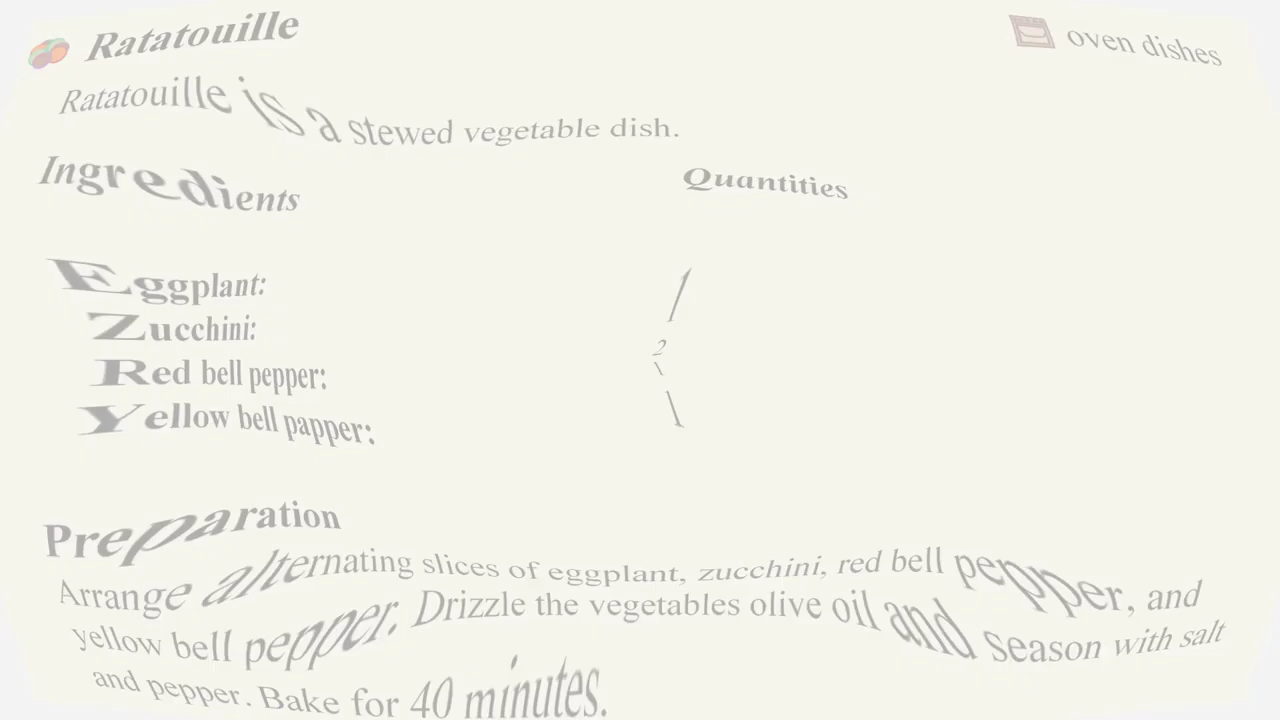 Ratatouille
oven dishes
Ratatouille is a stewed vegetable dish.
Ingredients
Quantities
Eggplant: 1
Zucchini: 2
Red bell pepper: 1
Yellow bell papper: 1
Preparation
Arrange alternating slices of eggplant, zucchini, red bell pepper, and
yellow bell pepper. Drizzle the vegetables olive oil and season with salt
and pepper. Bake for 40 minutes.